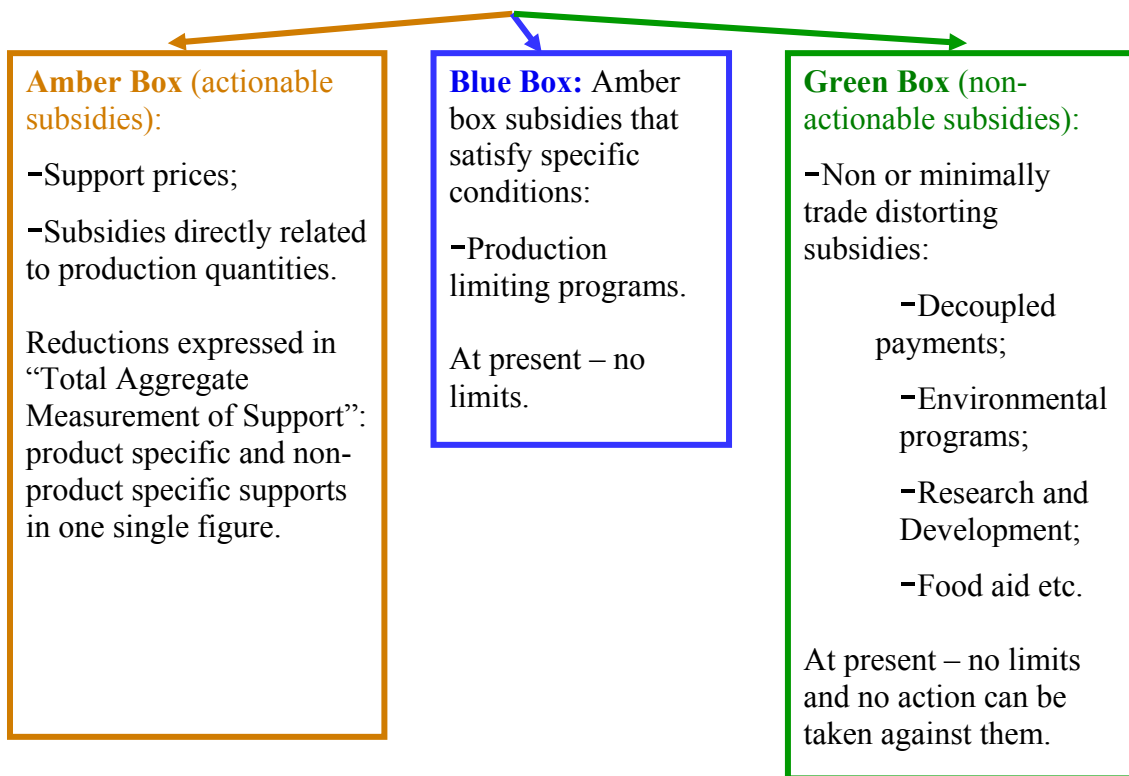 Amber Box (actionable
subsidies):
-Support prices;
-Subsidies directly related
to production quantities.
Reductions expressed in
“Total Aggregate
Measurement of Support”:
product specific and non-
product specific supports
in one single figure.
Blue Box: Amber
box subsidies that
satisfy specific
conditions:
-Production
limiting programs.
At present – no
limits.
Green Box (non-
actionable subsidies):
-Non or minimally
trade distorting
subsidies:
-Decoupled
payments;
-Environmental
programs;
-Research and
Development;
-Food aid etc.
At present – no limits
and no action can be
taken against them.